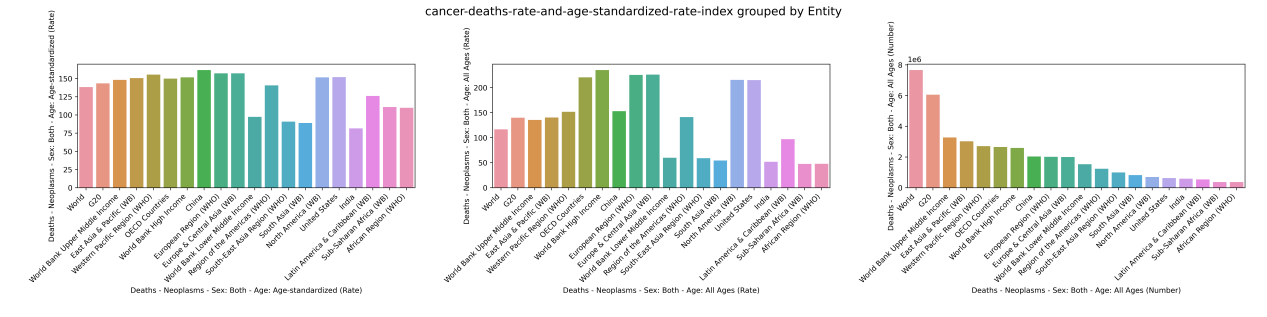 cancer-deaths-rate-and-age-standardized-rate-index grouped by Entity
Deaths - Neoplasms - Sex: Both - Age: Age-standardized (Rate)
150
125
100
75
50
25
0
World
G20
World Bank Upper Middle Income
East Asia & Pacific (WB)
Western Pacific Region (WHO)
OECD Countries
World Bank High Income
China
European Region (WHO)
Europe & Central Asia (WB)
World Bank Lower Middle Income
Region of the Americas (WHO)
South-East Asia Region (WHO)
South Asia (WB)
North America (WB)
United States
India
Latin America & Caribbean (WB)
Sub-Saharan Africa (WB)
African Region (WHO)
Deaths - Neoplasms - Sex: Both - Age: Age-standardized (Rate)
Deaths - Neoplasms - Sex: Both - Age: All Ages (Rate)
200
150
100
50
0
World
G20
World Bank Upper Middle Income
East Asia & Pacific (WB)
Western Pacific Region (WHO)
OECD Countries
World Bank High Income
China
European Region (WHO)
Europe & Central Asia (WB)
World Bank Lower Middle Income
Region of the Americas (WHO)
South-East Asia Region (WHO)
South Asia (WB)
North America (WB)
United States
India
Latin America & Caribbean (WB)
Sub-Saharan Africa (WB)
African Region (WHO)
Deaths - Neoplasms - Sex: Both - Age: All Ages (Rate)
Deaths - Neoplasms - Sex: Both - Age: All Ages (Number)
1e6
8
6
4
2
0
World
G20
World Bank Upper Middle Income
East Asia & Pacific (WB)
Western Pacific Region (WHO)
OECD Countries
World Bank High Income
China
European Region (WHO)
Europe & Central Asia (WB)
World Bank Lower Middle Income
Region of the Americas (WHO)
South-East Asia Region (WHO)
South Asia (WB)
North America (WB)
United States
India
Latin America & Caribbean (WB)
Sub-Saharan Africa (WB)
African Region (WHO)
Deaths - Neoplasms - Sex: Both - Age: All Ages (Number)